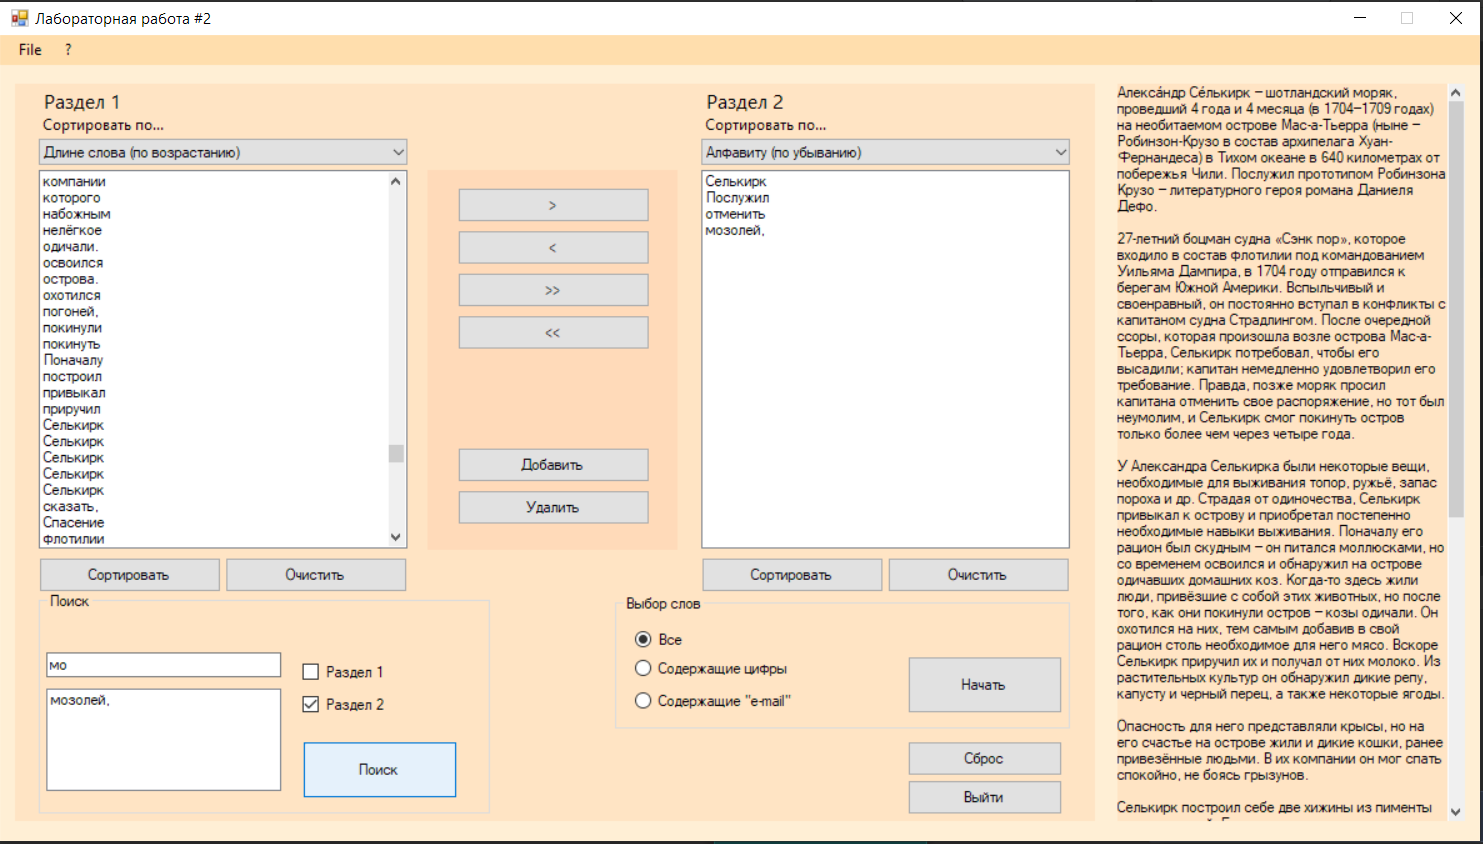 Лабораторная работа #2
File ?
Раздел 1
Сортировать по...
Длине слова (по возрастанию)
компании
которого
набожным
нелёгкое
одичали.
освоился
острова.
охотился
погоней,
покинули
покинуть
Поначалу
построил
привыкал
приручил
Селькирк
Селькирк
Селькирк
Селькирк
Селькирк
сказать,
Спасение
флотилии
Сортировать
Очистить
>
<
>>
<<
Добавить
Удалить
Раздел 2
Сортировать по...
Алфавиту (по убыванию)
Селькирк
Послужил
отменить
мозолей,
Сортировать
Очистить
Поиск
мо
мозолей,
Раздел 1
Раздел 2
Поиск
Выбор слов
Все
Содержащие цифры
Содержащие "e-mail"
Начать
Сброс
Выйти
Алекса́ндр Се́лькирк – шотландский моряк,
проведший 4 года и 4 месяца (в 1704–1709 годах)
на необитаемом острове Мас-а-Тьерра (ныне –
Робинзон-Крузо в состав архипелага Хуан-
Фернандеса) в Тихом океане в 640 километрах от
побережья Чили. Послужил прототипом Робинзона
Крузо – литературного героя романа Даниеля
Дефо.
27-летний боцман судна «Сэнк пор», которое
входило в состав флотилии под командованием
Уильяма Дампира, в 1704 году отправился к
берегам Южной Америки. Вспыльчивый и
своенравный, он постоянно вступал в конфликты с
капитаном судна Страдлингом. После очередной
ссоры, которая произошла возле острова Мас-а-
Тьерра, Селькирк потребовал, чтобы его
высадили; капитан немедленно удовлетворил его
требование. Правда, позже моряк просил
капитана отменить свое распоряжение, но тот был
неумолим, и Селькирк смог покинуть остров
только более чем через четыре года.
У Александра Селькирка были некоторые вещи,
необходимые для выживания топор, ружьё, запас
пороха и др. Страдая от одиночества, Селькирк
привыкал к острову и приобретал постепенно
необходимые навыки выживания. Поначалу его
рацион был скудным – он питался моллюсками, но
со временем освоился и обнаружил на острове
одичавших домашних коз. Когда-то здесь жили
люди, привёзшие с собой этих животных, но после
того, как они покинули остров – козы одичали. Он
охотился на них, тем самым добавив в свой
рацион столь необходимое для него мясо. Вскоре
Селькирк приручил их и получал от них молоко. Из
растительных культур он обнаружил дикие репу,
капусту и черный перец, а также некоторые ягоды.
Опасность для него представляли крысы, но на
его счастье на острове жили и дикие кошки, ранее
привезённые людьми. В их компании он мог спать
спокойно, не боясь грызунов.
Селькирк построил себе две хижины из пименты